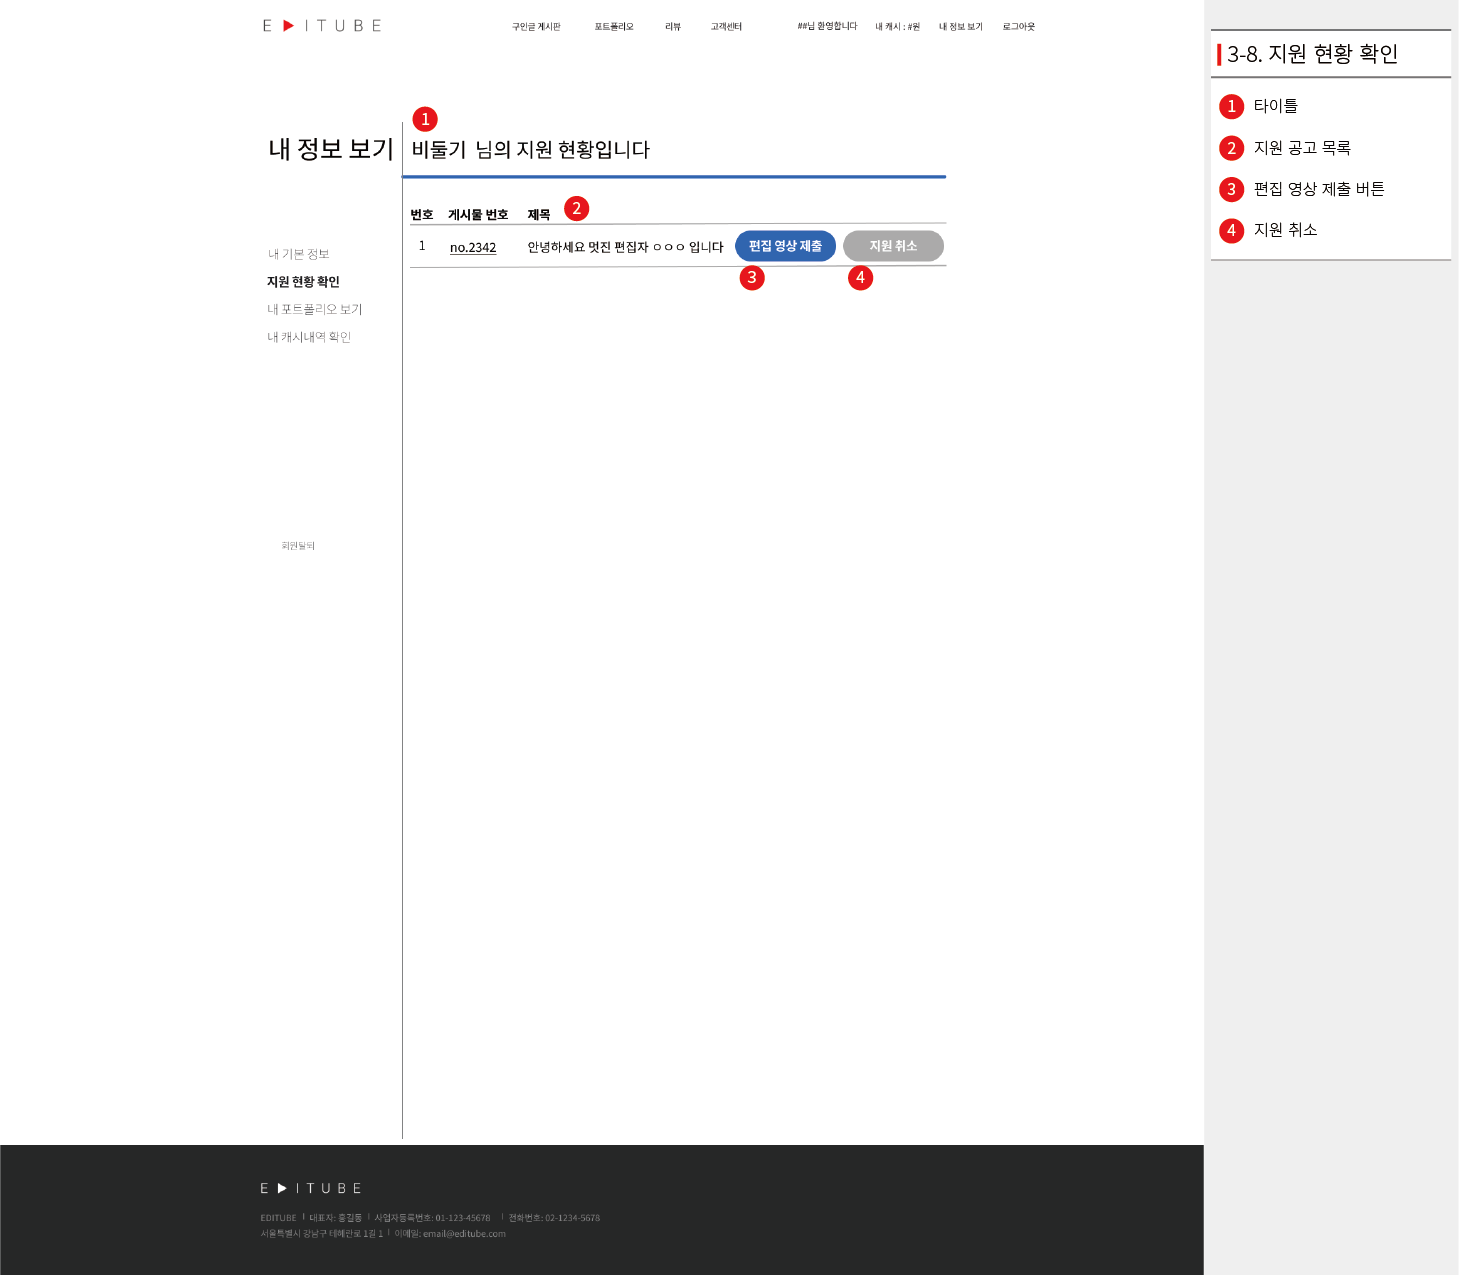 E ▶ I T U B E
구인글 게시판 포트폴리오 리뷰 고객센터 ##님 환영합니다 내 캐시 : #원 내 정보 보기 로그아웃
내 정보 보기
1
비둘기 님의 지원 현황입니다
번호 게시물 번호 제목 2
1 no.2342 안녕하세요 멋진 편집자 ㅇㅇㅇ 입니다 편집 영상 제출 지원 취소
3 4
내 기본 정보
지원 현황 확인
내 포트폴리오 보기
내 캐시내역 확인
회원탈퇴
3-8. 지원 현황 확인
1 타이틀
2 지원 공고 목록
3 편집 영상 제출 버튼
4 지원 취소
E ▶ I T U B E
EDITUBE | 대표자: 홍길동 | 사업자등록번호: 01-123-45678 | 전화번호: 02-1234-5678
서울특별시 강남구 테헤란로 1길 1 | 이메일: email@editube.com